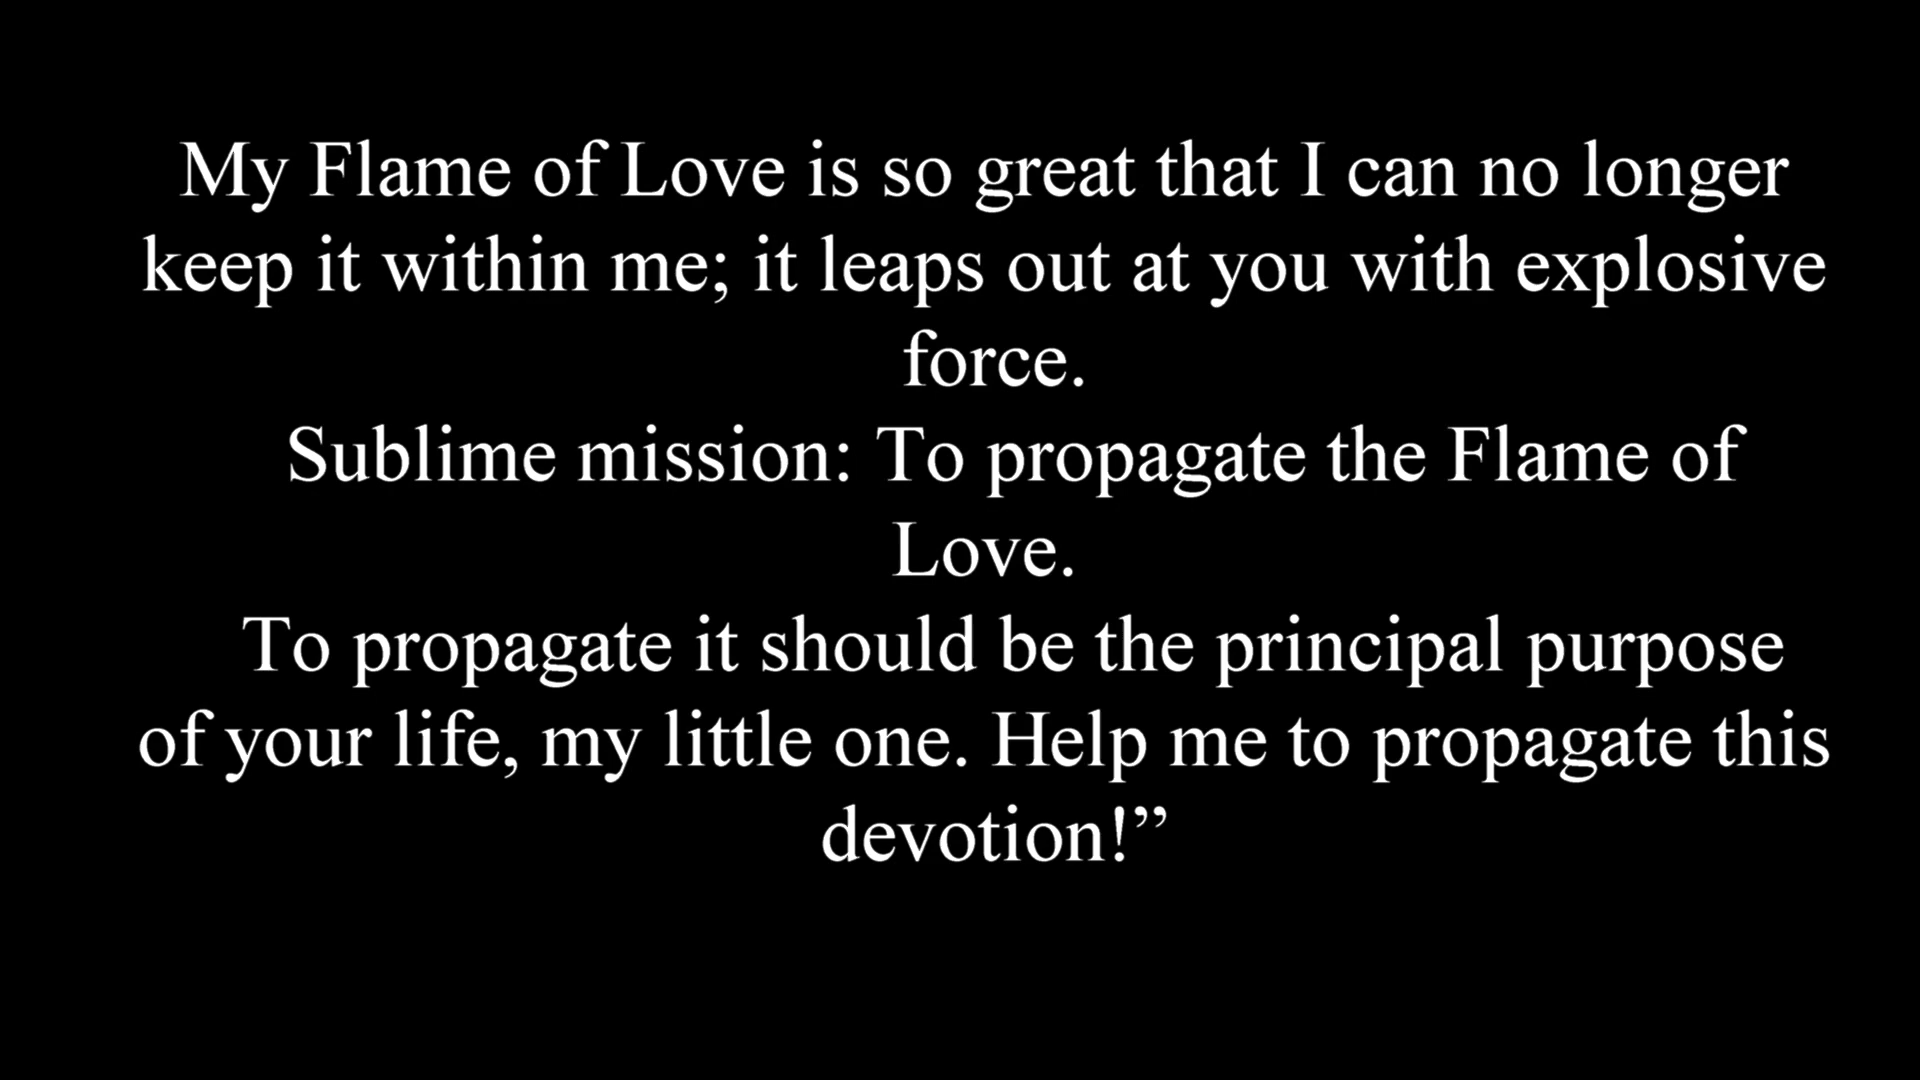 My Flame of Love is so great that I can no longer
keep it within me; it leaps out at you with explosive
force.
Sublime mission: To propagate the Flame of
Love.
To propagate it should be the principal purpose
of your life, my little one. Help me to propagate this
devotion!”